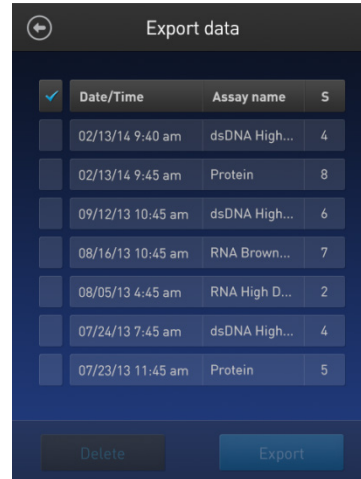 Export data
Date/Time Assay name S
02/13/14 9:40 am dsDNA High... 4
02/13/14 9:45 am Protein 8
09/12/13 10:45 am dsDNA High... 6
08/16/13 10:45 am RNA Brown... 7
08/05/13 4:45 am RNA High D... 2
07/24/13 7:45 am dsDNA High... 4
07/23/13 11:45 am Protein 5
Delete Export